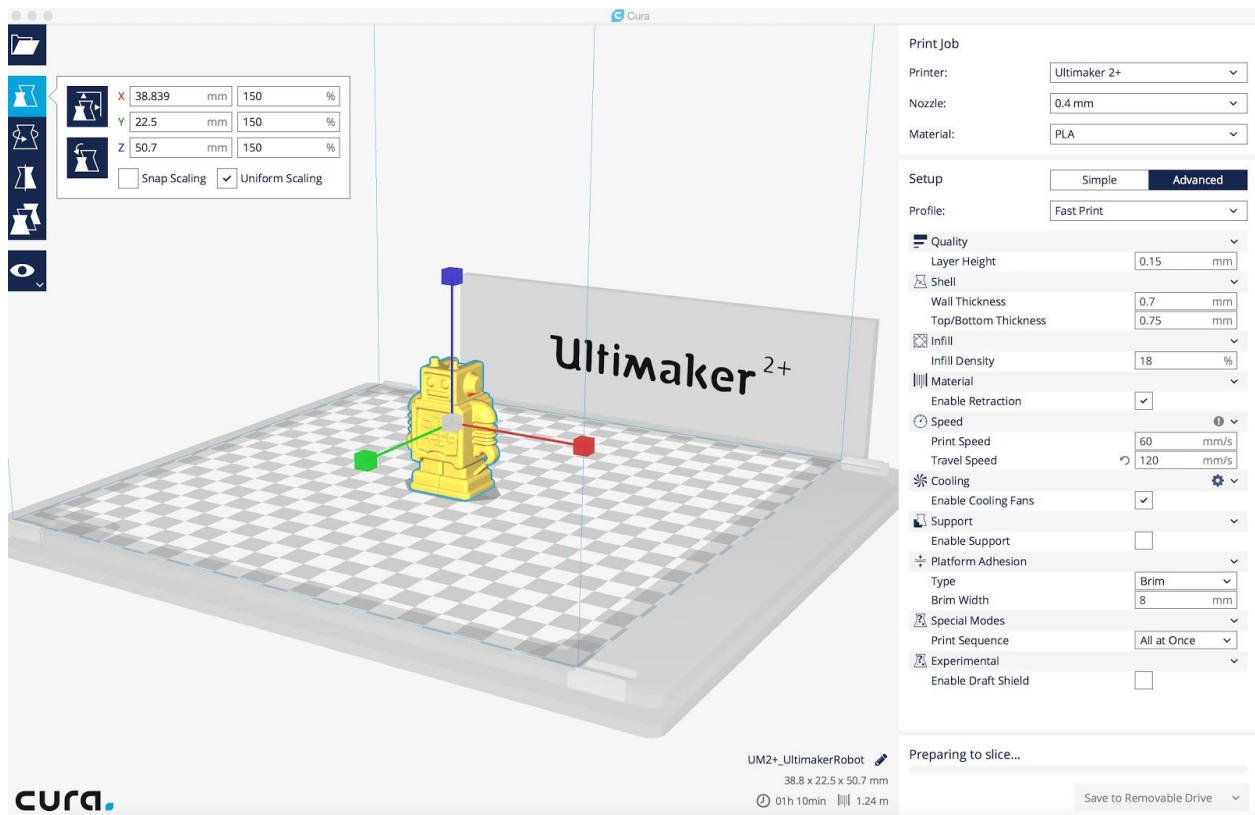 Cura
X 38.839 mm 150 %
Y 22.5 mm 150 %
Z 50.7 mm 150 %
Snap Scaling Uniform Scaling
Ultimaker 2+
Print Job
Printer: Ultimaker 2+
Nozzle: 0.4 mm
Material: PLA
Setup Simple Advanced
Profile: Fast Print
Quality
Layer Height 0.15 mm
Shell
Wall Thickness 0.7 mm
Top/Bottom Thickness 0.75 mm
Infill
Infill Density 18 %
Material
Enable Retraction
Speed
Print Speed 60 mm/s
Travel Speed 120 mm/s
Cooling
Enable Cooling Fans
Support
Enable Support
Platform Adhesion
Type Brim
Brim Width 8 mm
Special Modes
Print Sequence All at Once
Experimental
Enable Draft Shield
UM2+_UltimakerRobot
38.8 x 22.5 x 50.7 mm
01h 10min 1.24 m
Preparing to slice...
Save to Removable Drive
cura.